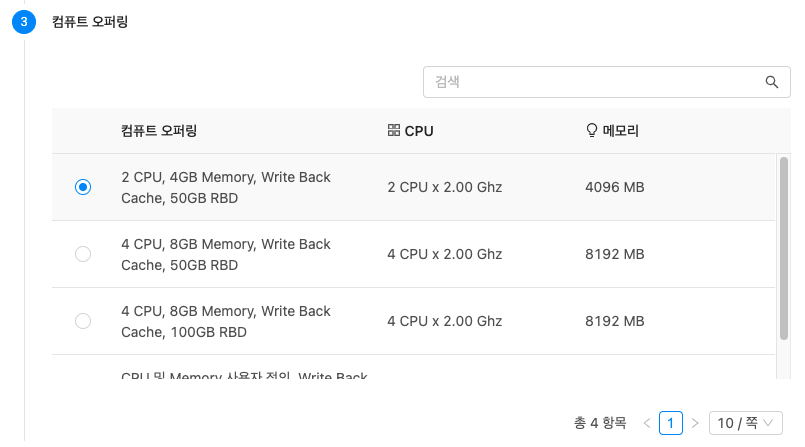 3 컴퓨트 오퍼링
검색
컴퓨트 오퍼링 CPU 메모리
2 CPU, 4GB Memory, Write Back
Cache, 50GB RBD
2 CPU x 2.00 Ghz 4096 MB
4 CPU, 8GB Memory, Write Back
Cache, 50GB RBD
4 CPU x 2.00 Ghz 8192 MB
4 CPU, 8GB Memory, Write Back
Cache, 100GB RBD
4 CPU x 2.00 Ghz 8192 MB
CPU 및 Memory 사용자 정의, Write Back
총 4 항목 < 1 > 10 / 쪽